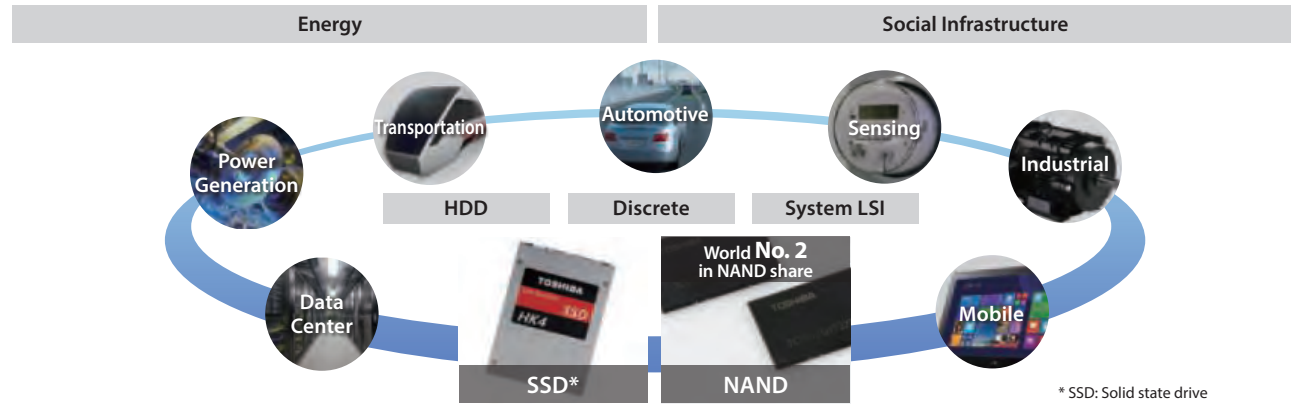 Energy
Social Infrastructure
Transportation
Automotive
Sensing
Power
Generation
Industrial
HDD
Discrete
System LSI
World No. 2
in NAND share
TOSHIBA
SSD
HK4
TOSHIBA
Data
Center
Mobile
SSD*
NAND
* SSD: Solid state drive